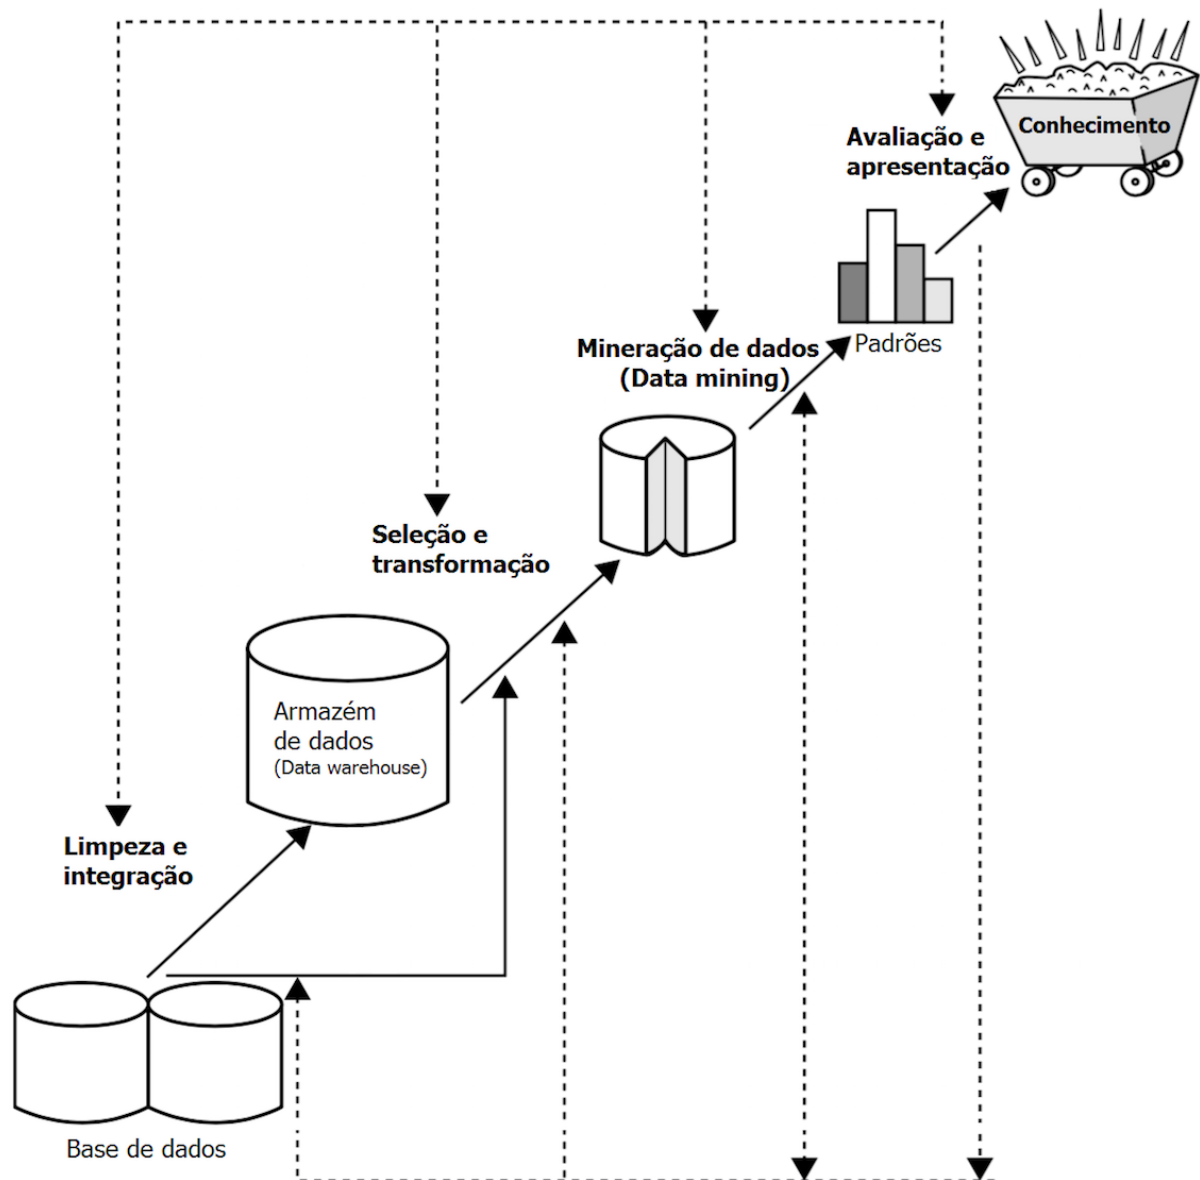 Conhecimento
Avaliação e
apresentação
Padrões
Mineração de dados
(Data mining)
Seleção e
transformação
Armazém
de dados
(Data warehouse)
Limpeza e
integração
Base de dados